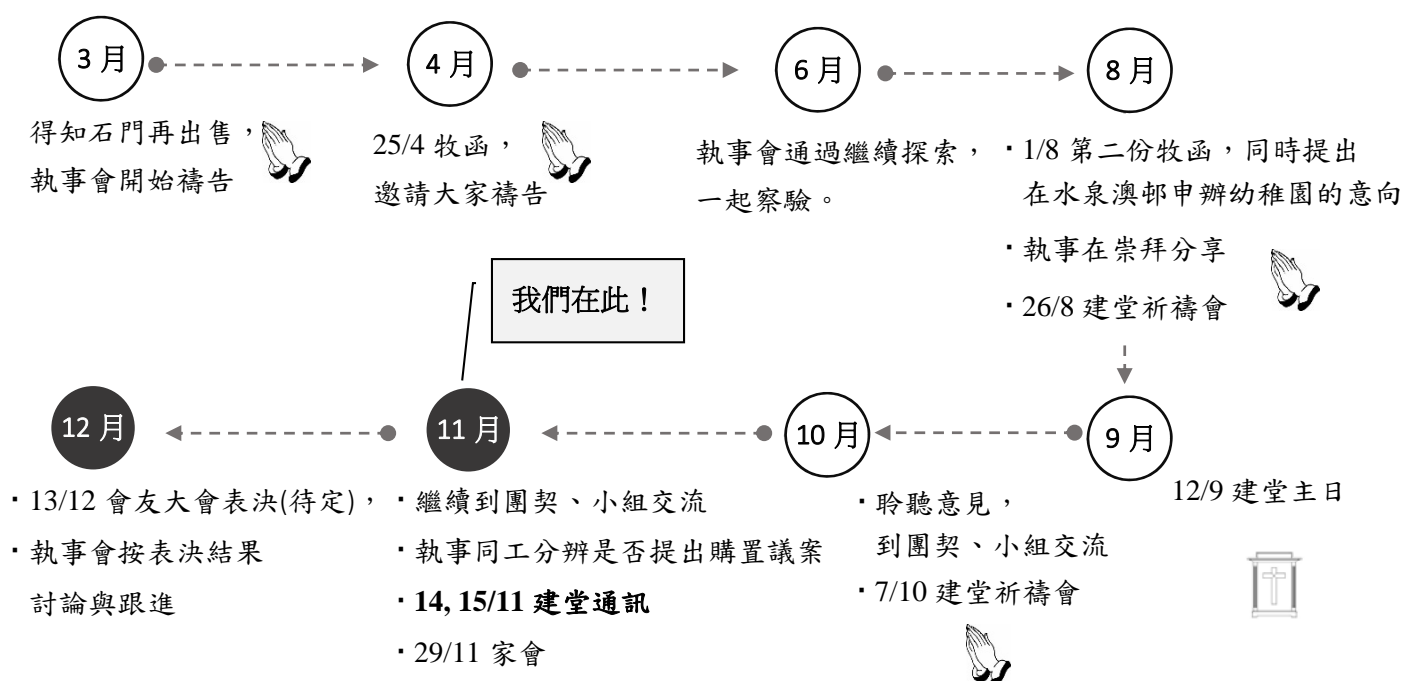 3 月
得知石門再出售，
執事會開始禱告
4 月
25/4 牧函，
邀請大家禱告
6 月
執事會通過繼續探索，
一起察驗。
8 月
‧1/8 第二份牧函，同時提出
在水泉澳邨申辦幼稚園的意向
‧執事在崇拜分享
‧26/8 建堂祈禱會
9 月
12/9 建堂主日
10 月
‧聆聽意見，
到團契、小組交流
‧7/10 建堂祈禱會
我們在此！
11 月
‧繼續到團契、小組交流
‧執事同工分辨是否提出購置議案
‧14, 15/11 建堂通訊
‧29/11 家會
12 月
‧13/12 會友大會表決(待定)，
‧執事會按表決結果
討論與跟進